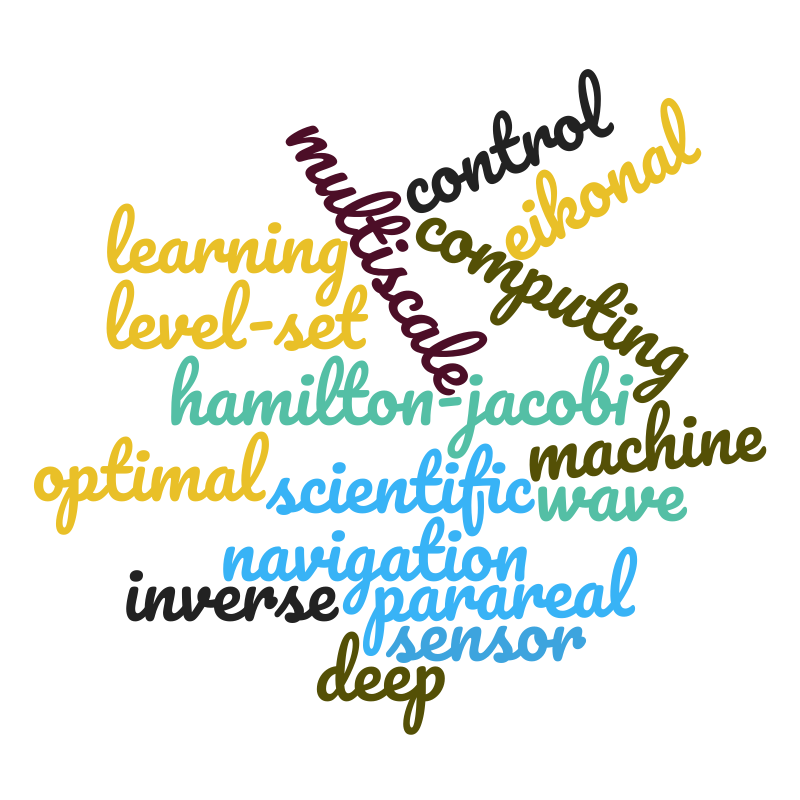 control
eikonal
multiscale
learning
computing
level-set
hamilton-jacobi
machine
optimal
scientific
wave
navigation
inverse
parareal
sensor
deep